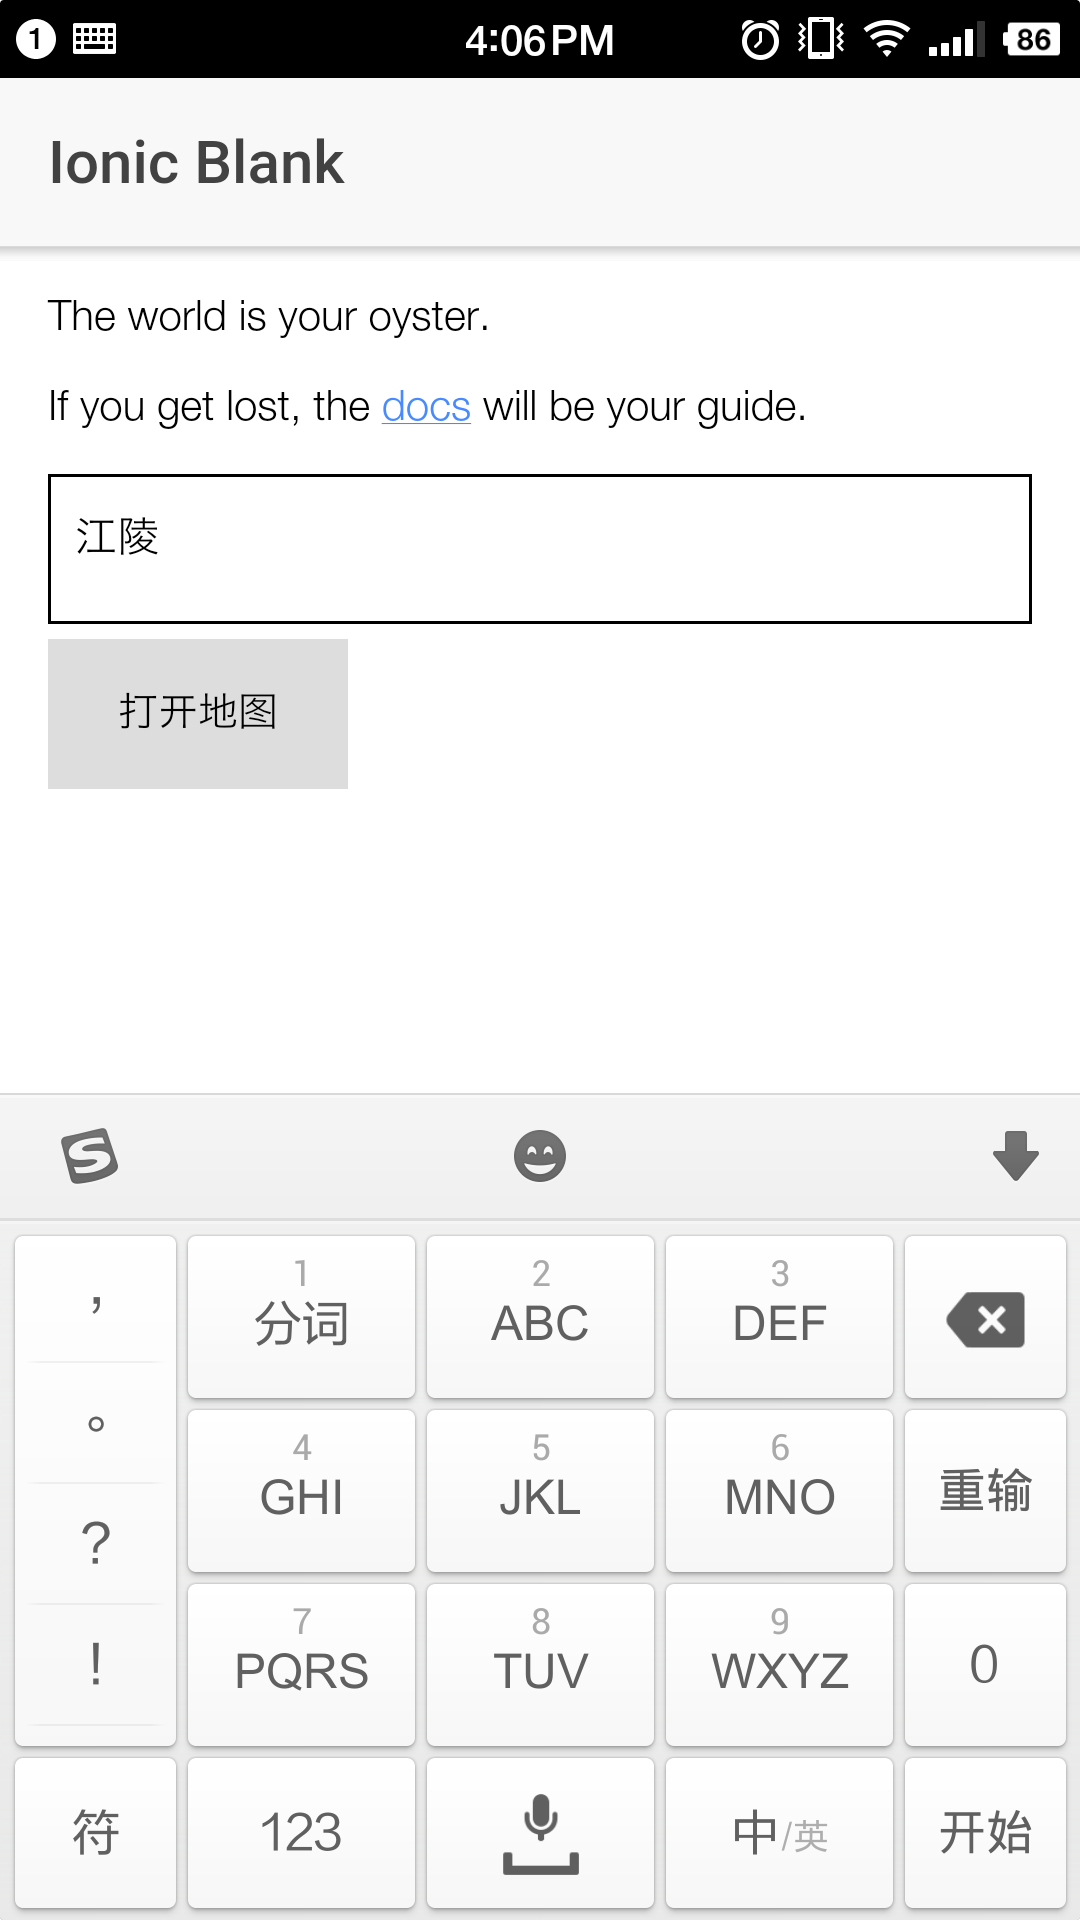 1 4:06 PM 86
Ionic Blank
The world is your oyster.
If you get lost, the docs will be your guide.
江陵
打开地图
S
, 1 2 3
分词 ABC DEF
。 4 5 6
GHI JKL MNO 重输
?
7 8 9
! PQRS TUV WXYZ 0
符 123 中/英 开始